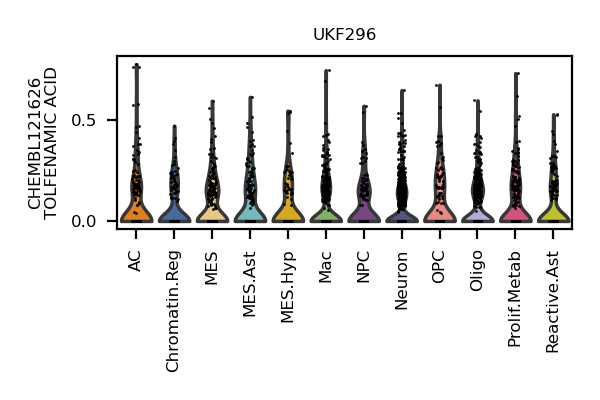 UKF296
CHEMBL121626
TOLFENAMIC ACID
0.5
0.0
AC
Chromatin.Reg
MES
MES.Ast
MES.Hyp
Mac
NPC
Neuron
OPC
Oligo
Prolif.Metab
Reactive.Ast